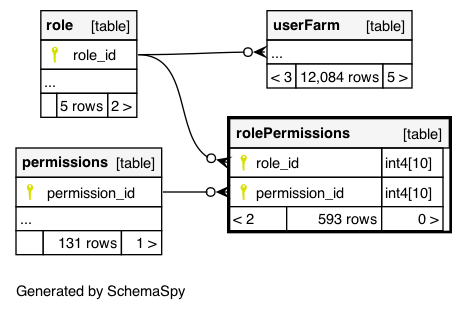 role [table]
role_id
...
5 rows 2 >
userFarm [table]
...
< 3 12,084 rows 5 >
rolePermissions [table]
role_id int4[10]
permission_id int4[10]
< 2 593 rows 0 >
permissions [table]
permission_id
...
131 rows 1 >
Generated by SchemaSpy